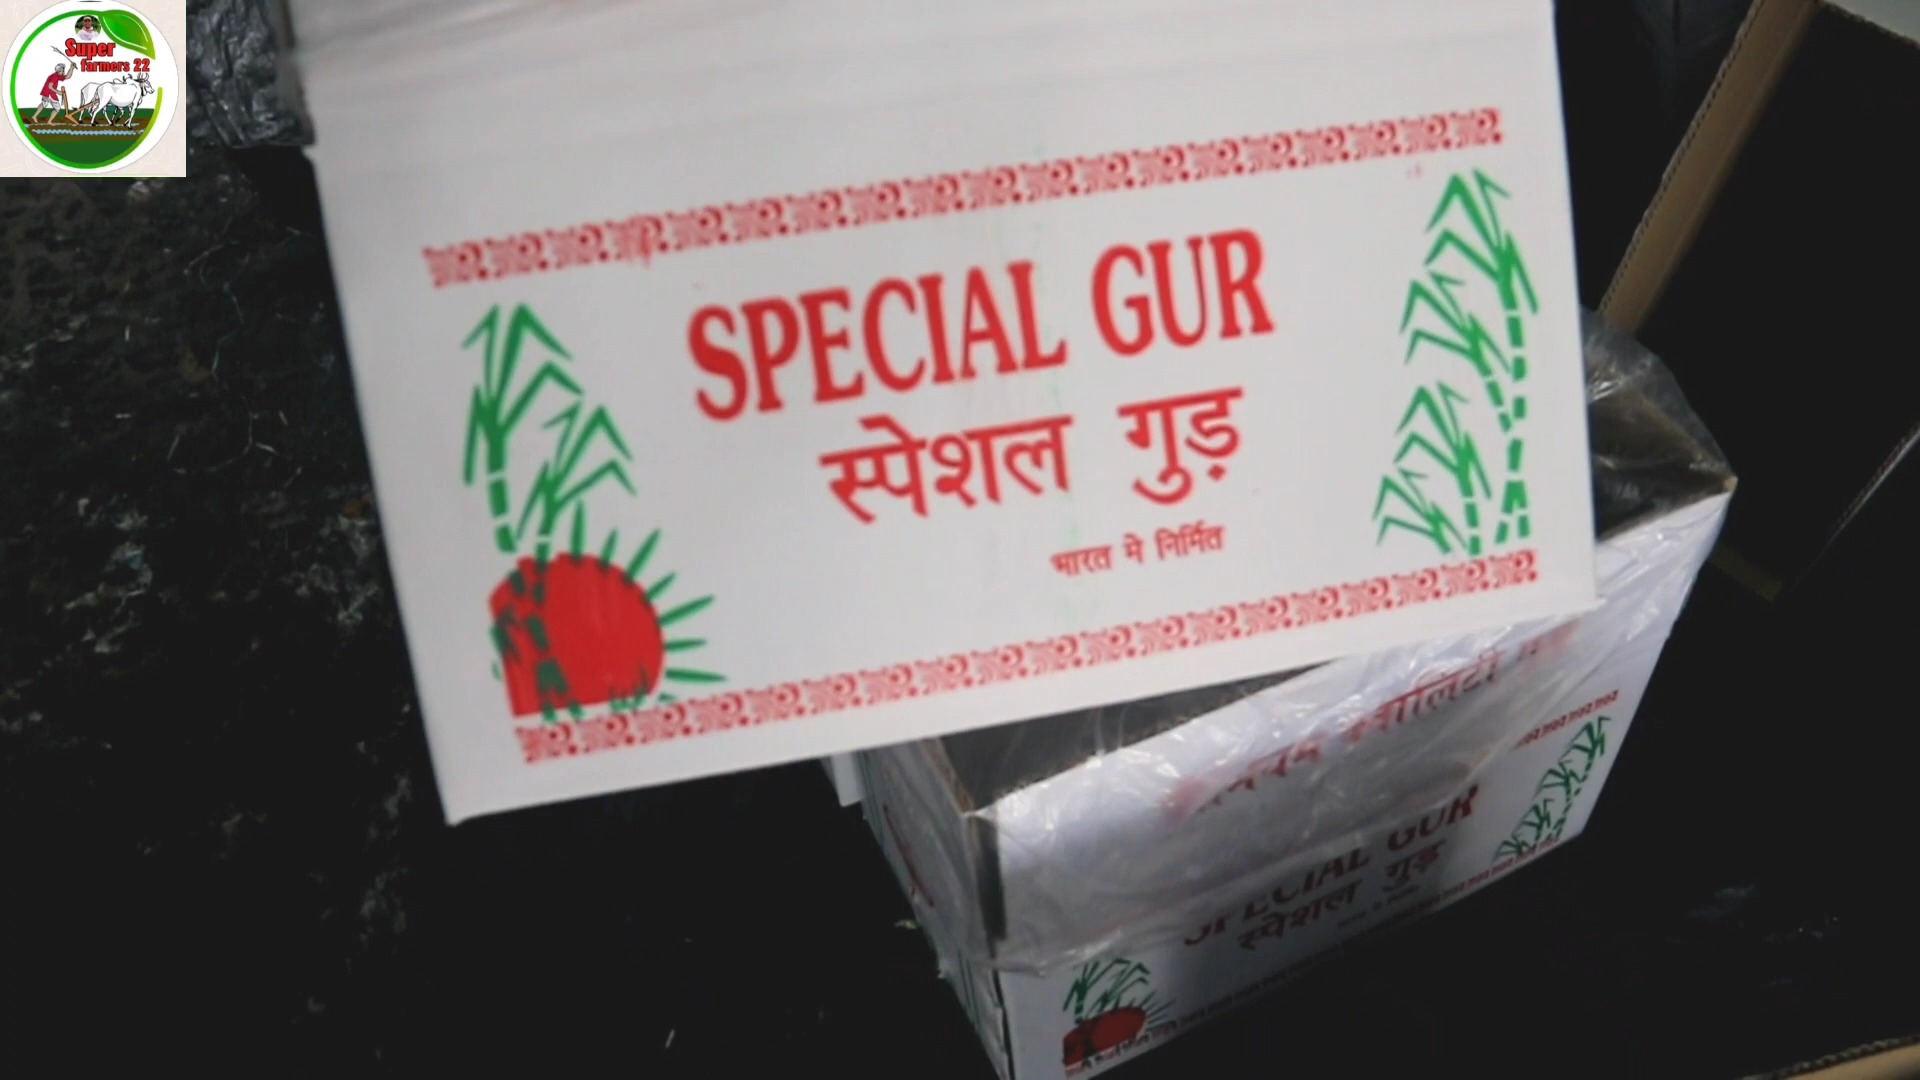 Super
farmers 22
SPECIAL GUR
स्पेशल गुड़
भारत मे निर्मित
SPECIAL GUR
स्पेशल गुड़